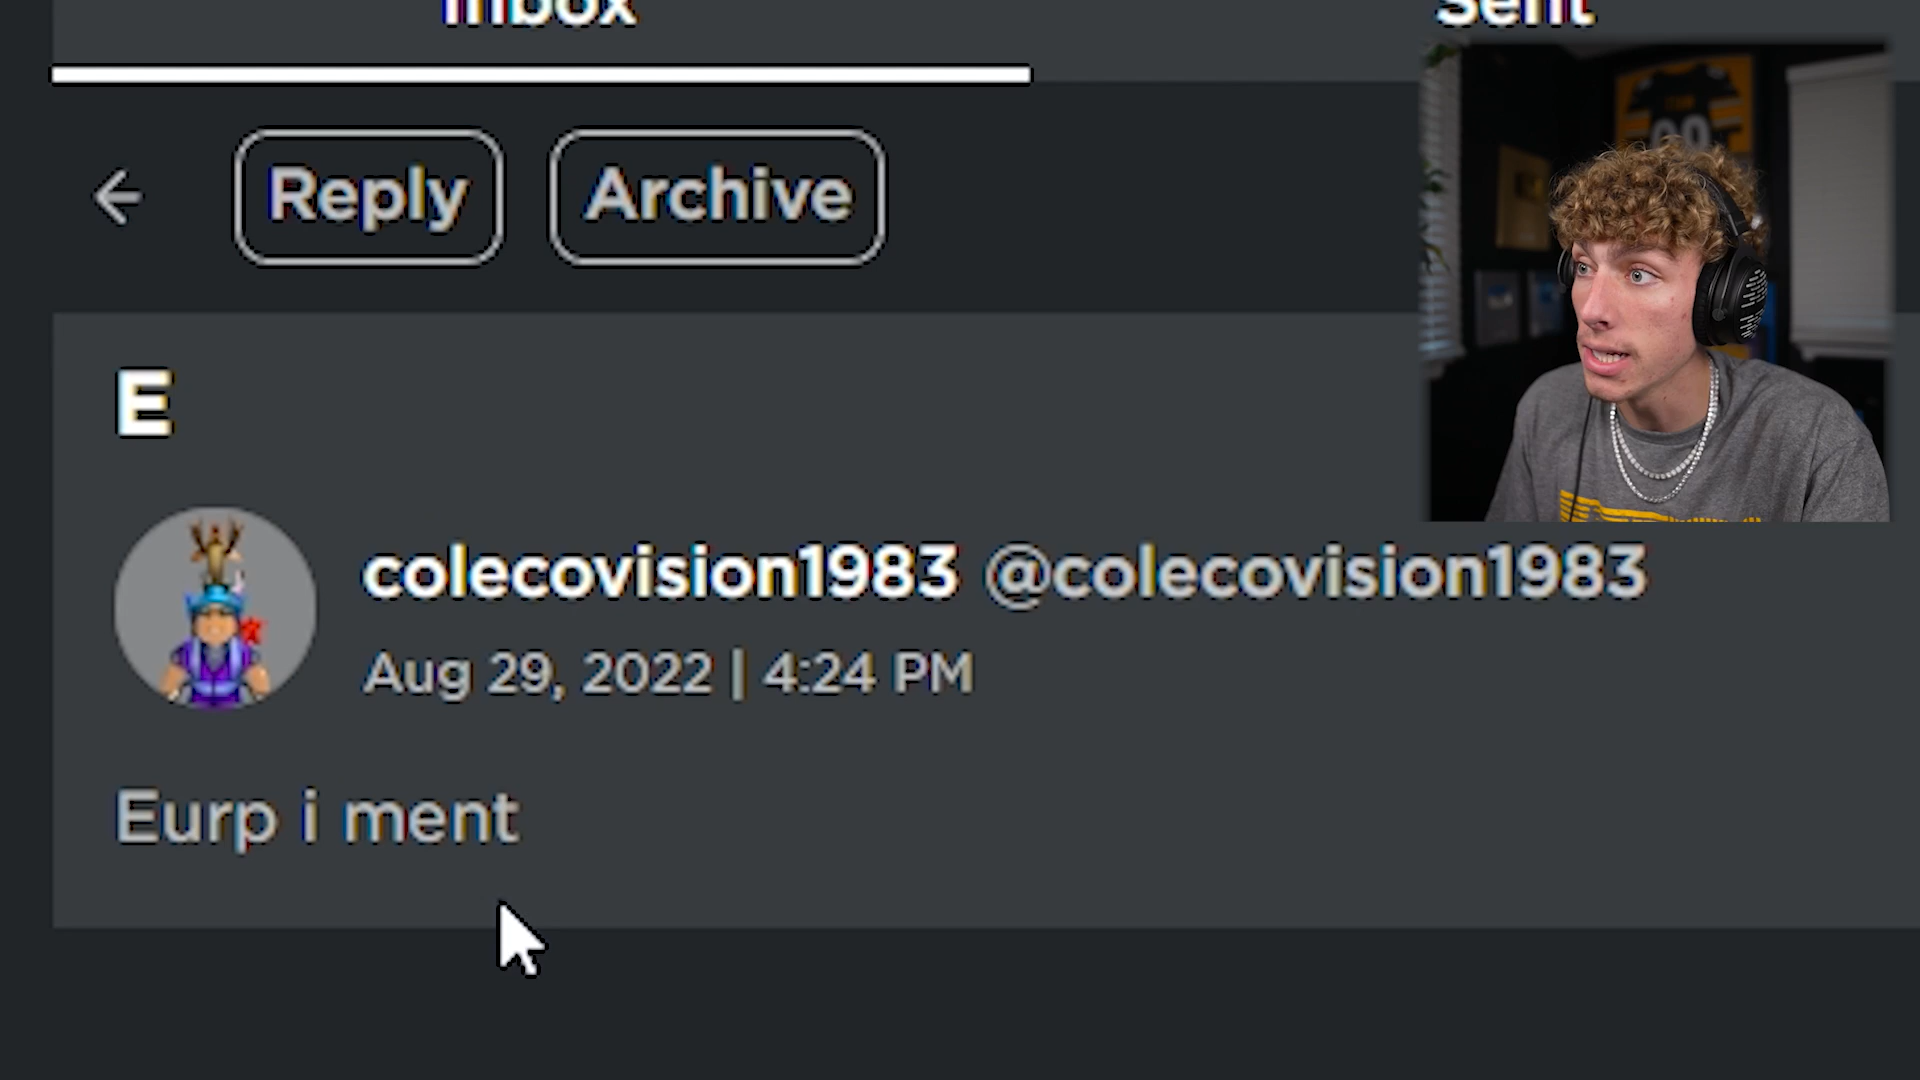 Inbox
Sent
Reply
Archive
E
colecovision1983 @colecovision1983
Aug 29, 2022 | 4:24 PM
Eurp i ment